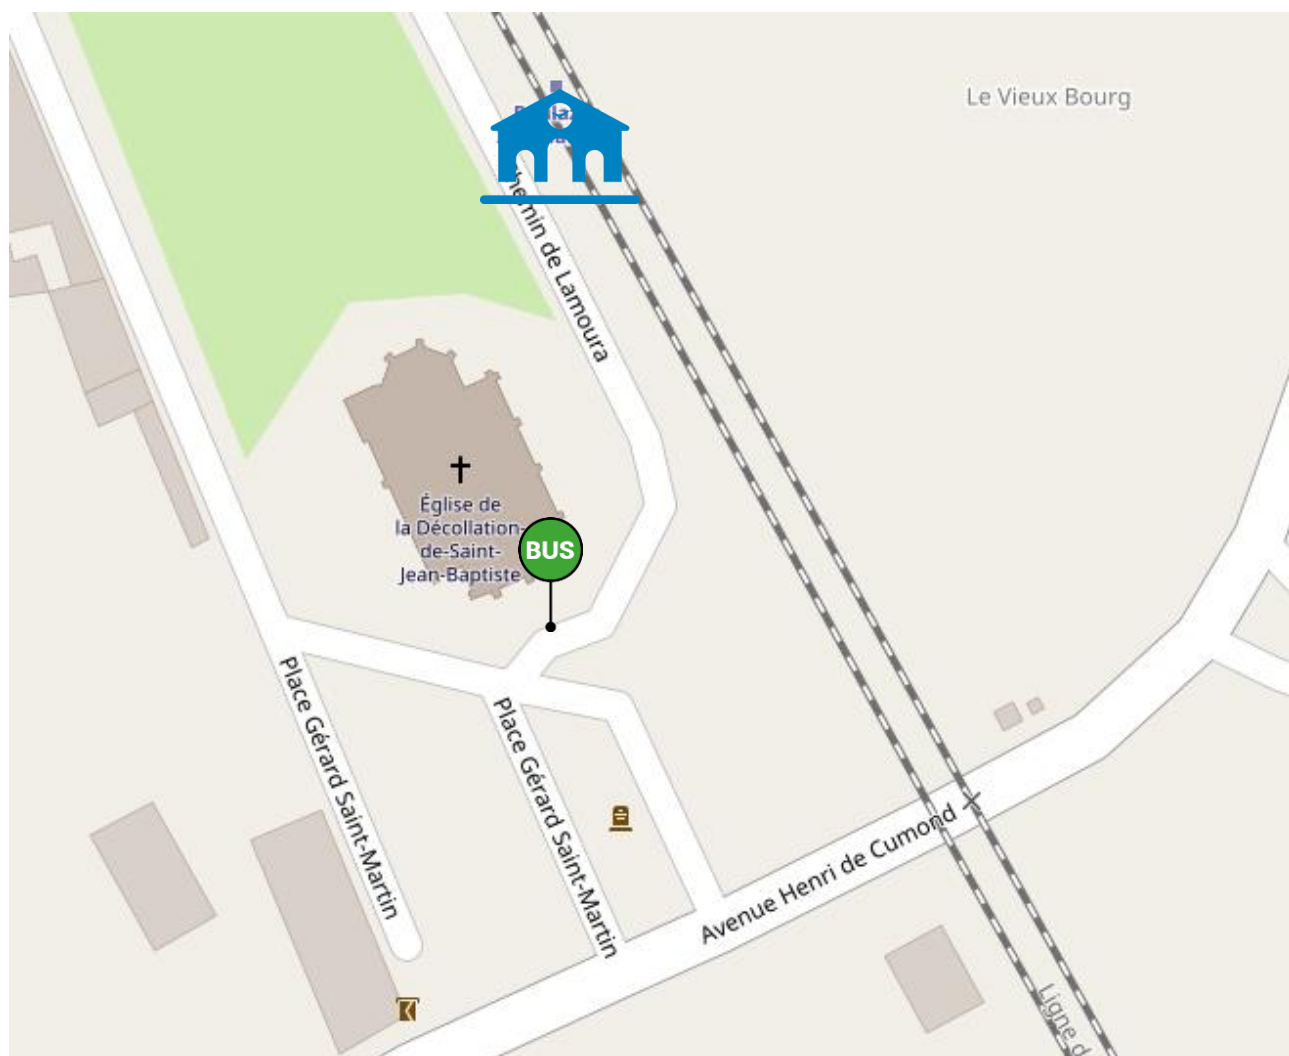 Le Vieux Bourg
Chemin de Lamoura
Église de
la Décollation-
de-Saint-
Jean-Baptiste
BUS
Place Gérard Saint-Martin
Place Gérard Saint-Martin
Avenue Henri de Cumond
Ligne d